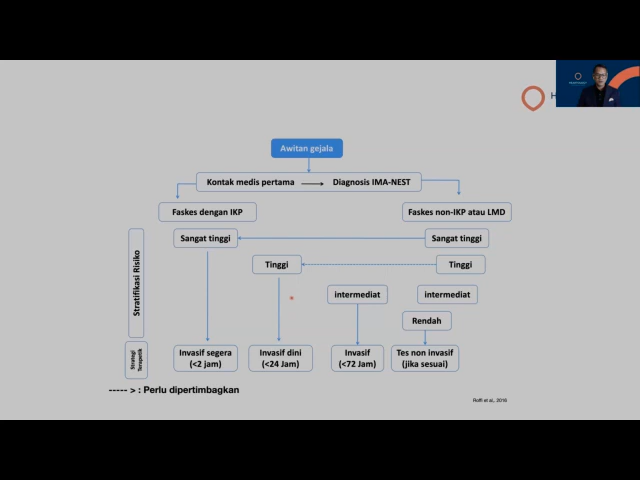 H
Awitan gejala
Kontak medis pertama Diagnosis IMA-NEST
Faskes dengan IKP
Faskes non-IKP atau LMD
Stratifikasi Risiko
Sangat tinggi
Sangat tinggi
Tinggi
Tinggi
intermediat
intermediat
Rendah
Strategi
Terapetik
Invasif segera
(<2 jam)
Invasif dini
(<24 Jam)
Invasif
(<72 Jam)
Tes non invasif
(jika sesuai)
----- > : Perlu dipertimbangkan
Roffi et al., 2016